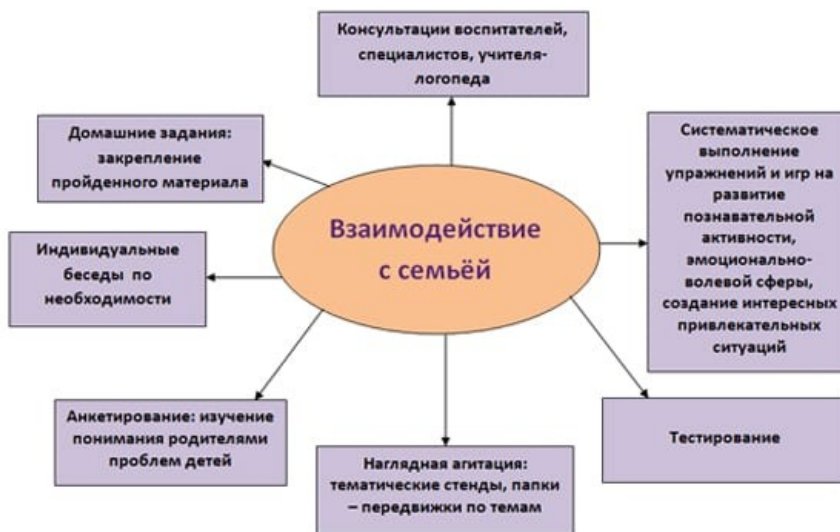 Консультации воспитателей,
специалистов, учителя-
логопеда
Домашние задания:
закрепление
пройденного материала
Систематическое
выполнение
упражнений и игр на
развитие
познавательной
активности,
эмоционально-
волевой сферы,
создание интересных
привлекательных
ситуаций
Взаимодействие
с семьёй
Индивидуальные
беседы по
необходимости
Анкетирование: изучение
понимания родителями
проблем детей
Наглядная агитация:
тематические стенды, папки
– передвижки по темам
Тестирование